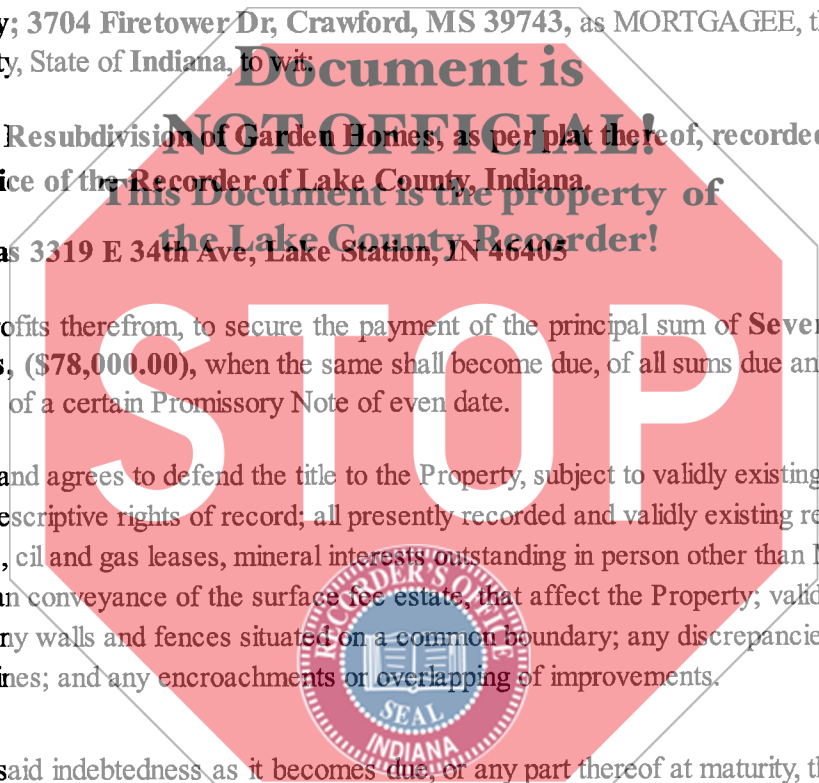 y; 3704 Firetower Dr, Crawford, MS 39743, as MORTGAGEE, th
ty, State of Indiana, to wit:
Document is
Resubdivision of Garden Homes, as per plat thereof, recorded
NOT OFFICIAL!
ice of the Recorder of Lake County, Indiana.
This Document is the property of
the Lake County Recorder!
as 3319 E 34th Ave, Lake Station, IN 46405
STOP
rofits therefrom, to secure the payment of the principal sum of Seven
s, ($78,000.00), when the same shall become due, of all sums due an
of a certain Promissory Note of even date.
and agrees to defend the title to the Property, subject to validly existing
escriptive rights of record; all presently recorded and validly existing re
, cil and gas leases, mineral interests outstanding in person other than M
an conveyance of the surface fee estate, that affect the Property; valid
ny walls and fences situated on a common boundary; any discrepancie
ines; and any encroachments or overlapping of improvements.
RECORDER'S OFFICE
SEAL
INDIANA
said indebtedness as it becomes due, or any part thereof at maturity, th